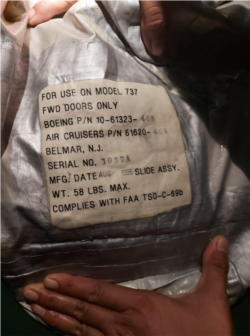 FOR USE ON MODEL 737
FWD DOORS ONLY
BOEING P/N 10-61323-
AIR CRUISERS P/N 61620-
BELMAR, N.J.
SERIAL NO.
MFG. DATE AUG SLIDE ASSY.
WT. 58 LBS. MAX.
COMPLIES WITH FAA TSO-C-69b